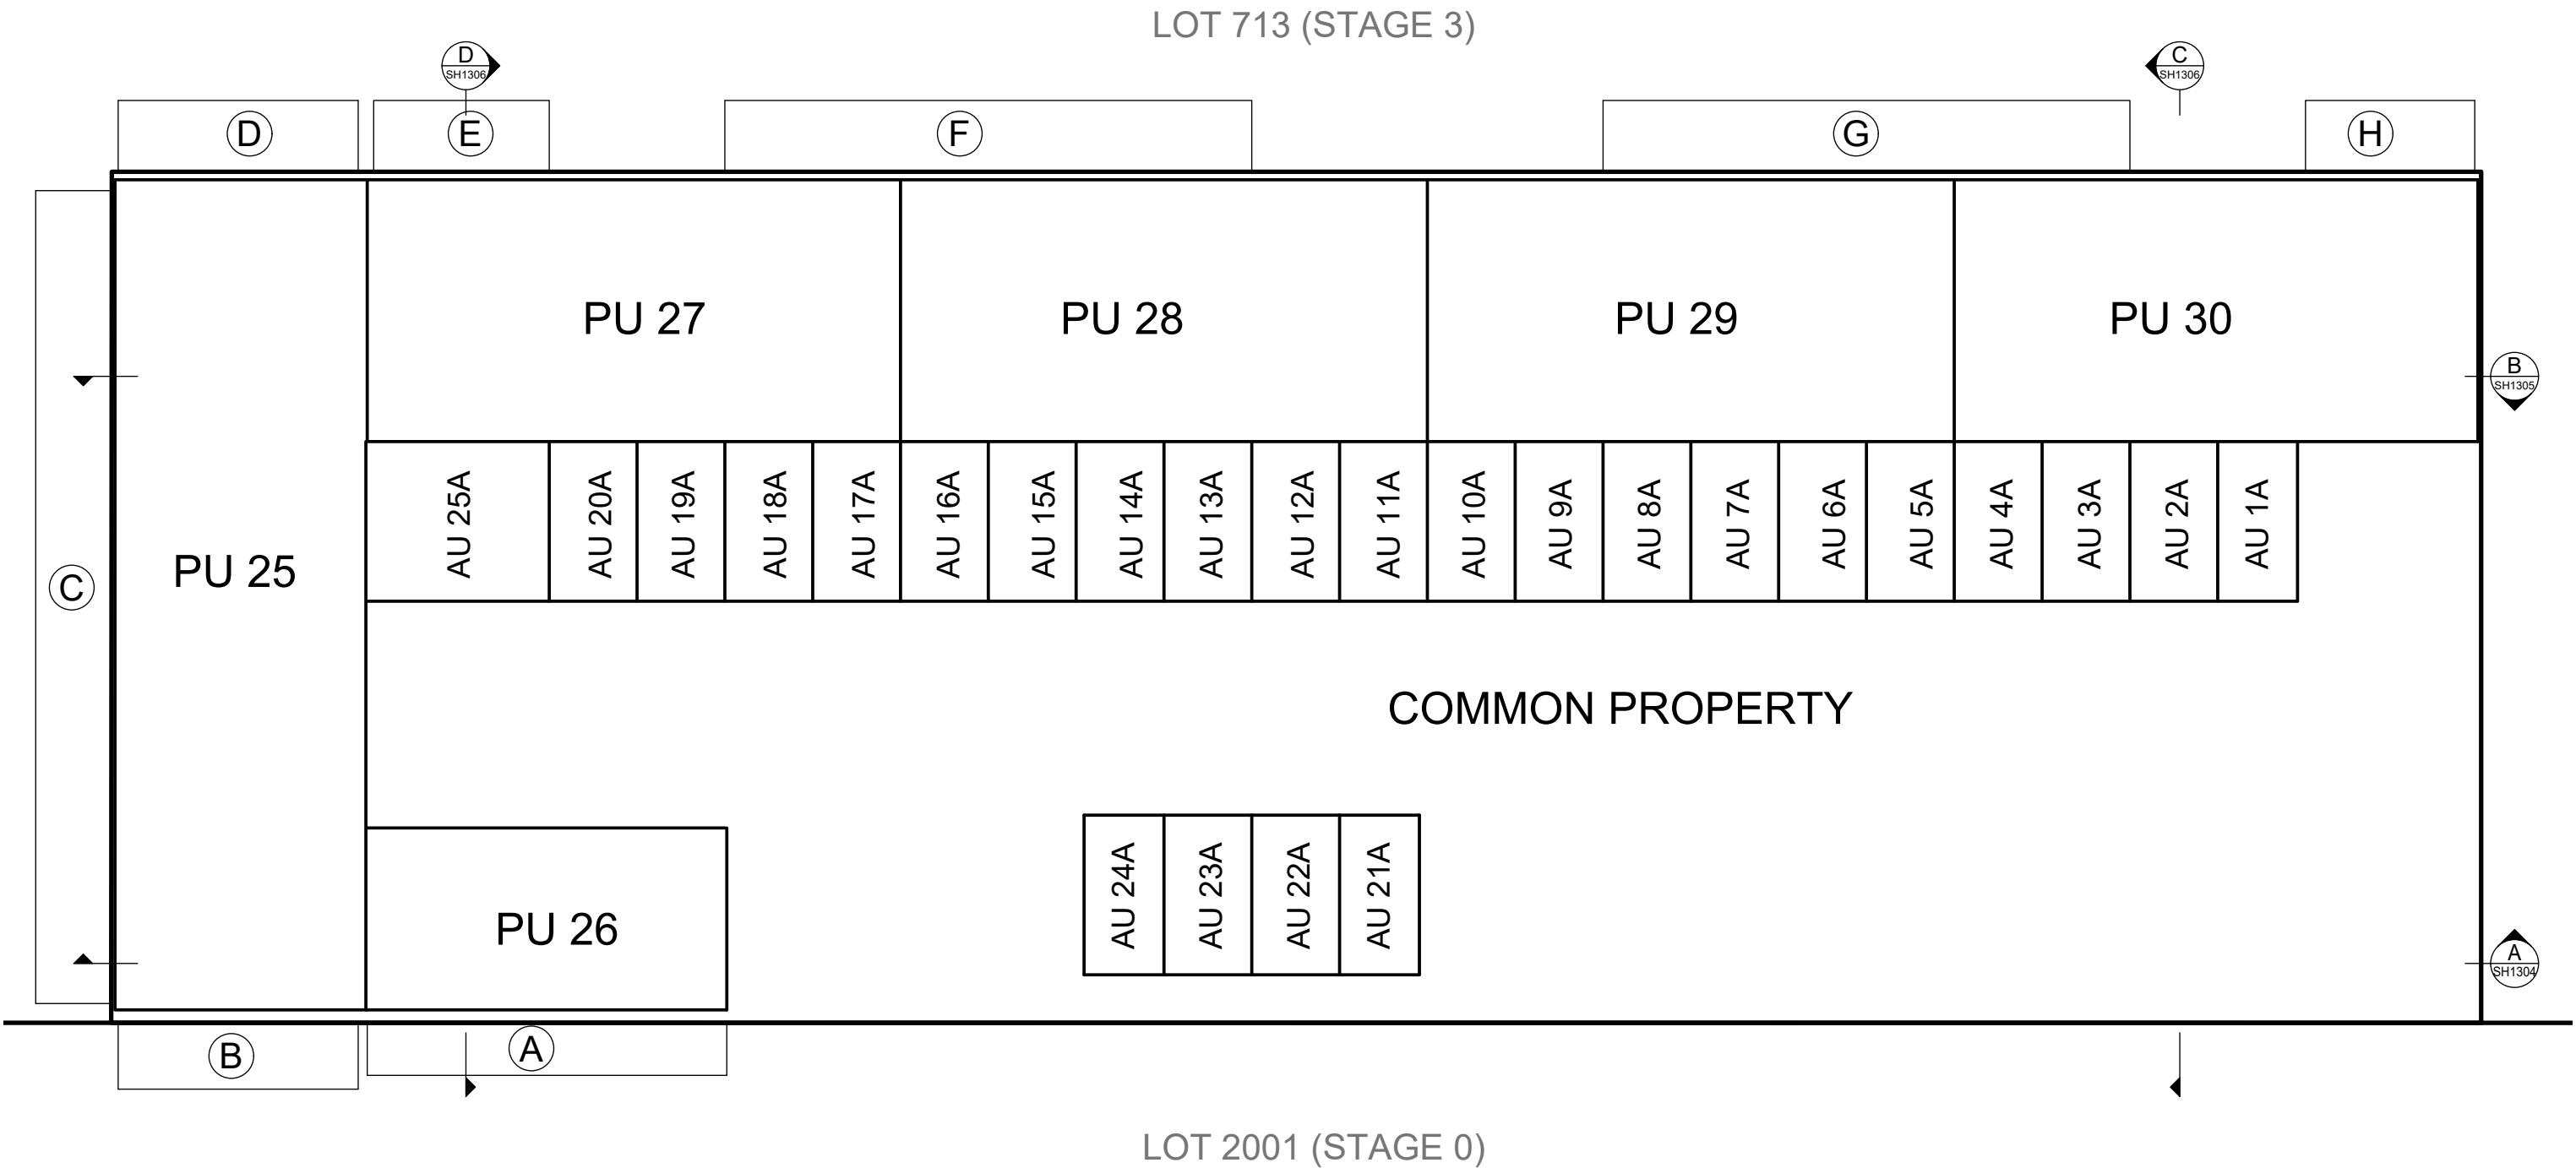 LOT 713 (STAGE 3)
D
SH1306
C
SH1306
D
E
F
G
H
PU 27
PU 28
PU 29
PU 30
B
SH1305
AU 25A
AU 20A
AU 19A
AU 18A
AU 17A
AU 16A
AU 15A
AU 14A
AU 13A
AU 12A
AU 11A
AU 10A
AU 9A
AU 8A
AU 7A
AU 6A
AU 5A
AU 4A
AU 3A
AU 2A
AU 1A
C
PU 25
COMMON PROPERTY
AU 24A
AU 23A
AU 22A
AU 21A
PU 26
A
SH1304
B
A
LOT 2001 (STAGE 0)